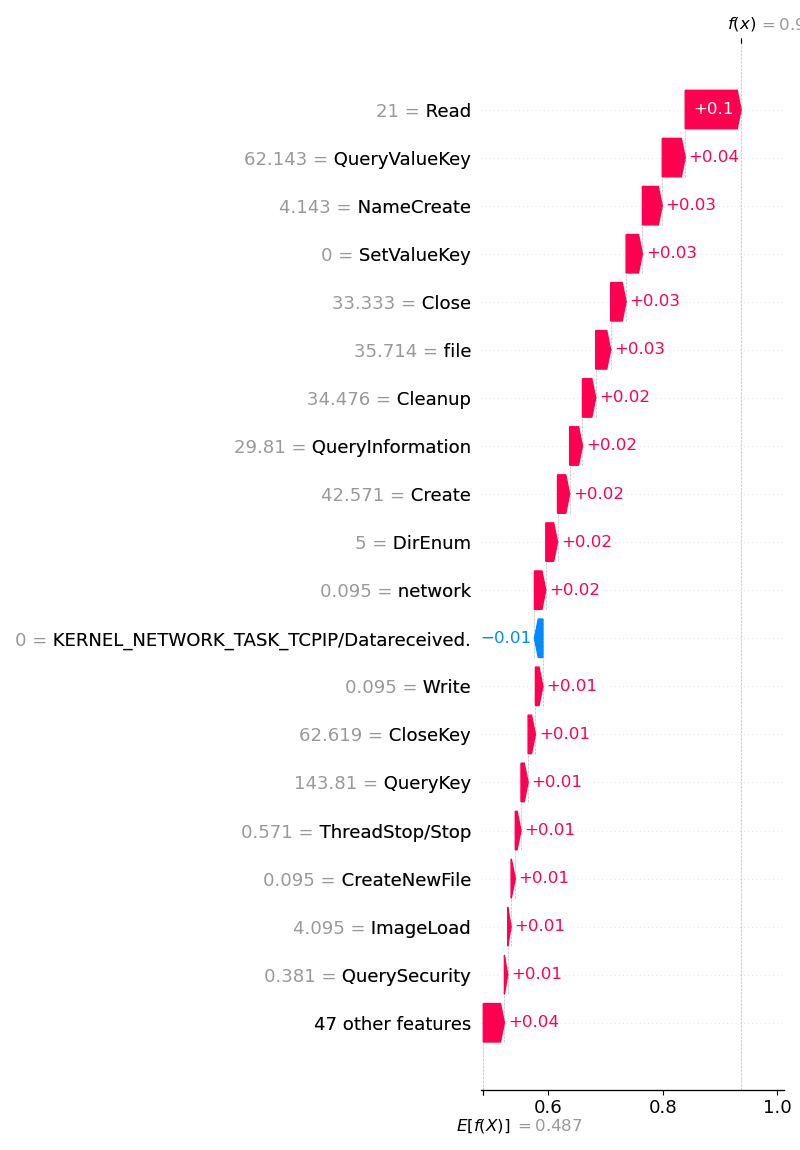 f(x) = 0.9
21 = Read +0.1
62.143 = QueryValueKey +0.04
4.143 = NameCreate +0.03
0 = SetValueKey +0.03
33.333 = Close +0.03
35.714 = file +0.03
34.476 = Cleanup +0.02
29.81 = QueryInformation +0.02
42.571 = Create +0.02
5 = DirEnum +0.02
0.095 = network +0.02
0 = KERNEL_NETWORK_TASK_TCPIP/Datareceived. −0.01
0.095 = Write +0.01
62.619 = CloseKey +0.01
143.81 = QueryKey +0.01
0.571 = ThreadStop/Stop +0.01
0.095 = CreateNewFile +0.01
4.095 = ImageLoad +0.01
0.381 = QuerySecurity +0.01
47 other features +0.04
0.6 0.8 1.0
E[f(X)] = 0.487